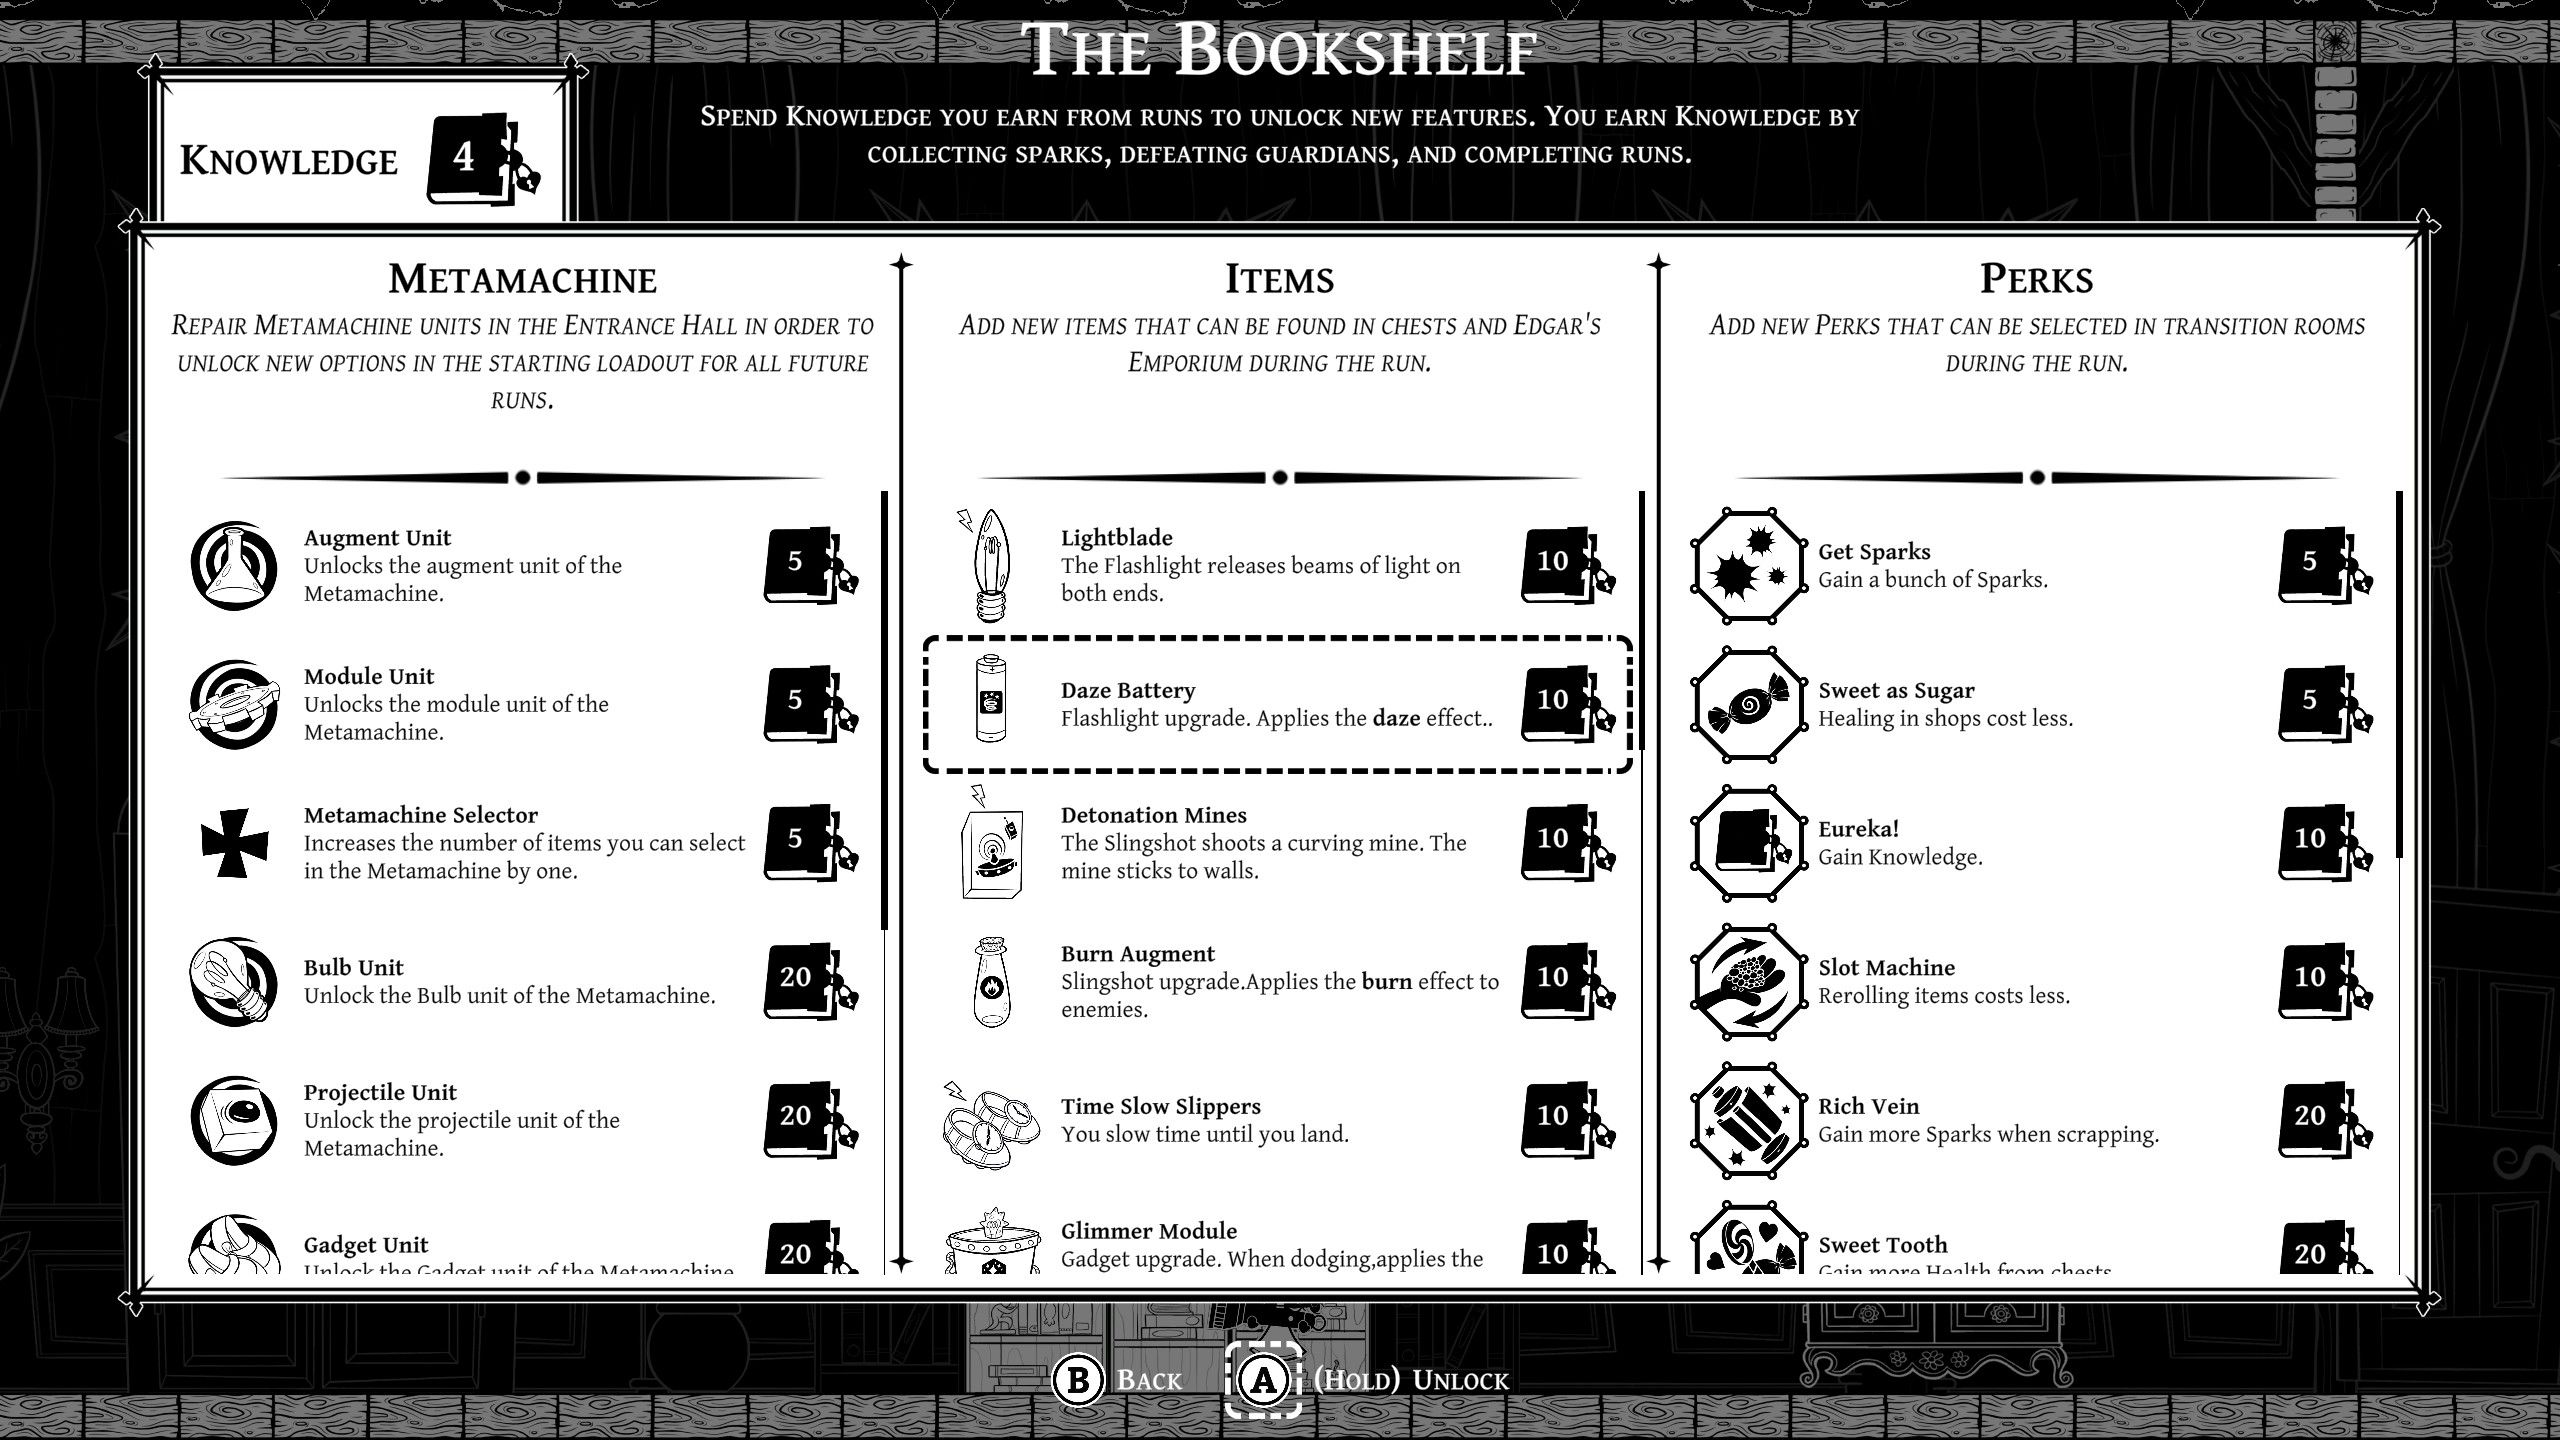 The Bookshelf
Spend Knowledge you earn from runs to unlock new features. You earn Knowledge by
collecting sparks, defeating guardians, and completing runs.
Knowledge 4
Metamachine
Repair Metamachine units in the Entrance Hall in order to
unlock new options in the starting loadout for all future
runs.
Augment Unit
Unlocks the augment unit of the
Metamachine.
5
Module Unit
Unlocks the module unit of the
Metamachine.
5
Metamachine Selector
Increases the number of items you can select
in the Metamachine by one.
5
Bulb Unit
Unlock the Bulb unit of the Metamachine.
20
Projectile Unit
Unlock the projectile unit of the
Metamachine.
20
Gadget Unit
Unlock the Gadget unit of the Metamachine
20
Items
Add new items that can be found in chests and Edgar's
Emporium during the run.
Lightblade
The Flashlight releases beams of light on
both ends.
10
Daze Battery
Flashlight upgrade. Applies the daze effect..
10
Detonation Mines
The Slingshot shoots a curving mine. The
mine sticks to walls.
10
Burn Augment
Slingshot upgrade.Applies the burn effect to
enemies.
10
Time Slow Slippers
You slow time until you land.
10
Glimmer Module
Gadget upgrade. When dodging,applies the
10
Perks
Add new Perks that can be selected in transition rooms
during the run.
Get Sparks
Gain a bunch of Sparks.
5
Sweet as Sugar
Healing in shops cost less.
5
Eureka!
Gain Knowledge.
10
Slot Machine
Rerolling items costs less.
10
Rich Vein
Gain more Sparks when scrapping.
20
Sweet Tooth
Gain more Health from chests
20
B Back A (Hold) Unlock